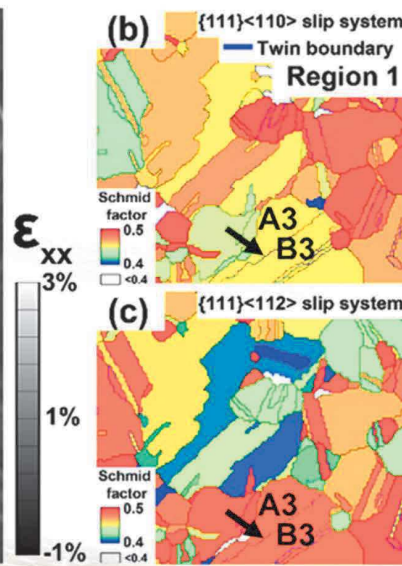 (b) {111}<110> slip system
Twin boundary
Region 1
Schmid
factor
0.5
0.4
<0.4
A3
B3
εxx
3%
1%
-1%
(c) {111}<112> slip system
Schmid
factor
0.5
0.4
<0.4
A3
B3